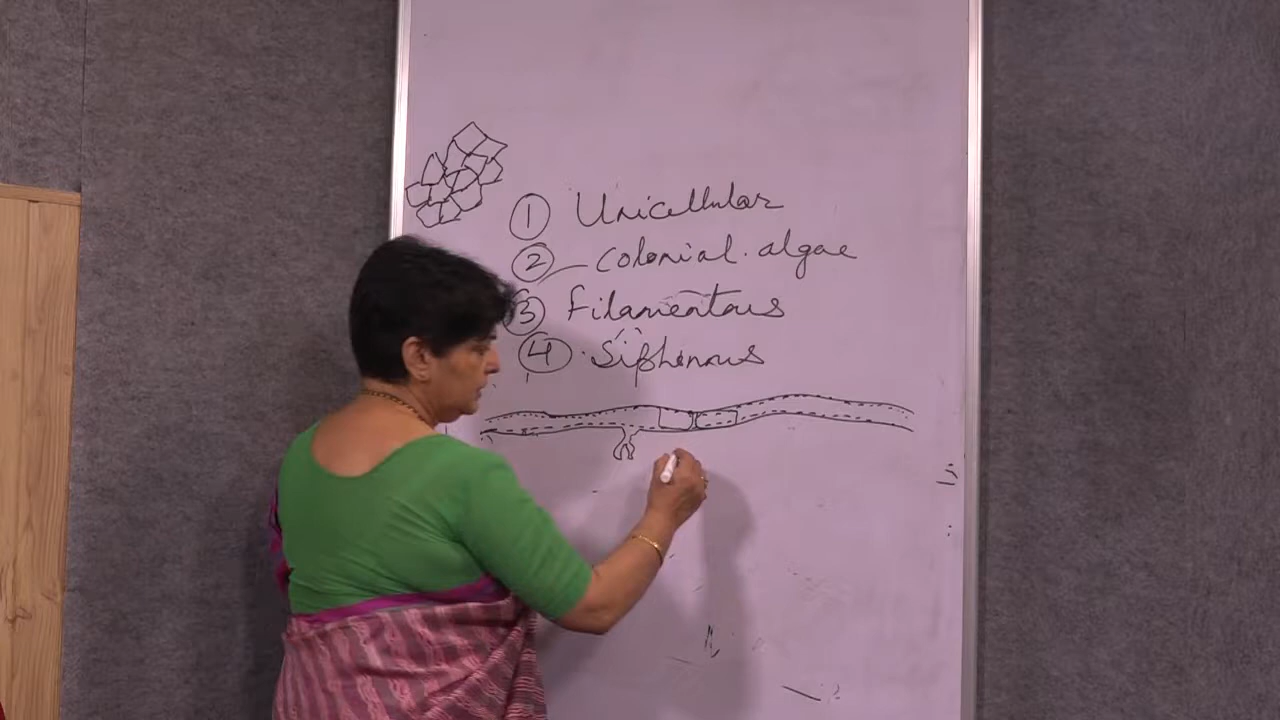 1 Unicellular
2 - Colonial algae
3 Filamentous
4 Siphonous